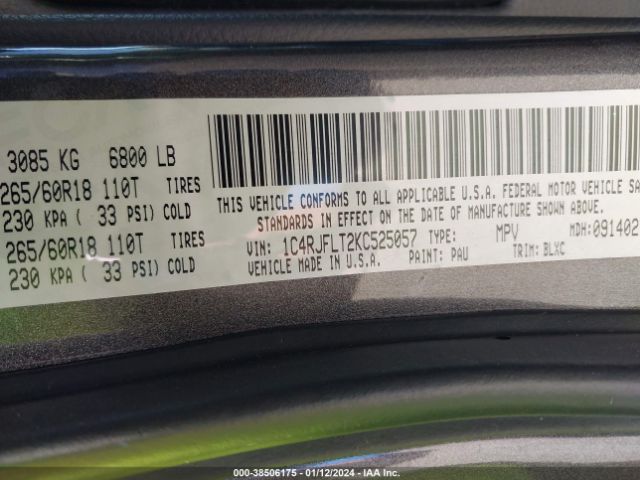 3085 KG 6800 LB
265/60R18 110T TIRES
230 KPA ( 33 PSI) COLD
265/60R18 110T TIRES
230 KPA ( 33 PSI) COLD
THIS VEHICLE CONFORMS TO ALL APPLICABLE U.S.A. FEDERAL MOTOR VEHICLE SA
STANDARDS IN EFFECT ON THE DATE OF MANUFACTURE SHOWN ABOVE.
VIN: 1C4RJFLT2KC525057 TYPE: MPV MDH:091402
VEHICLE MADE IN U.S.A. PAINT: PAU TRIM: BLXC
000-38506175 - 01/12/2024 - IAA, Inc.